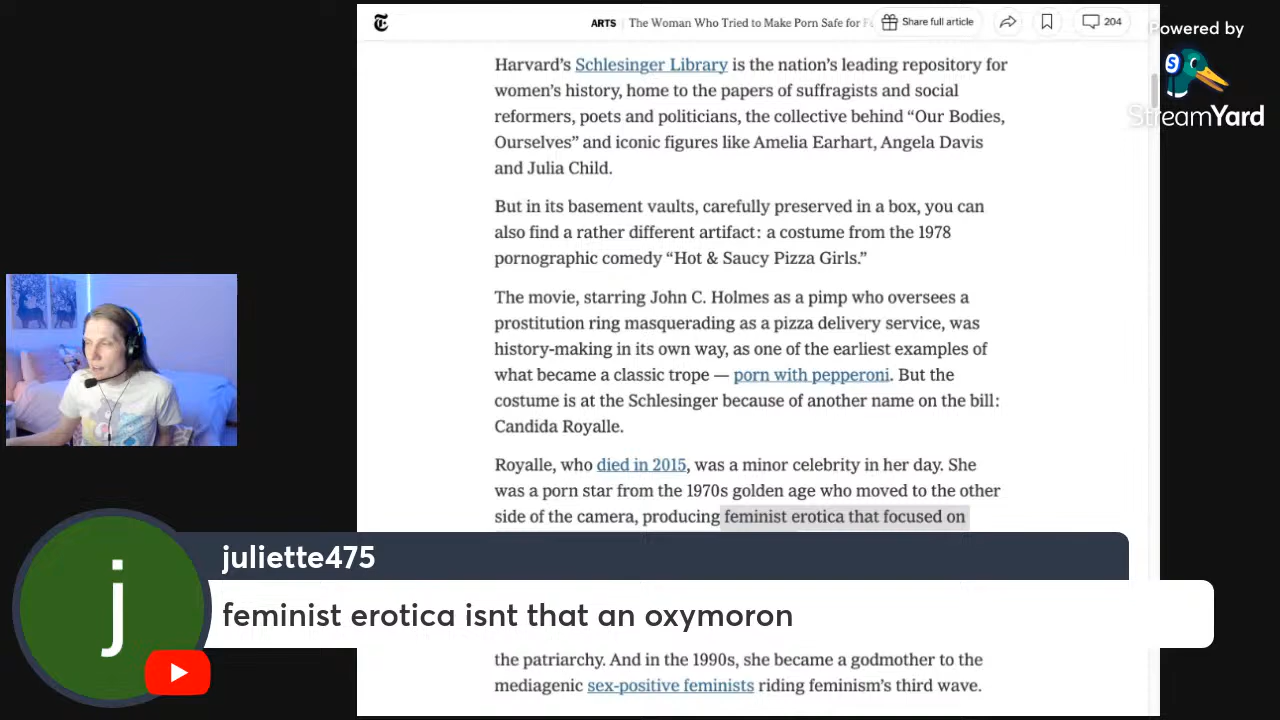 ARTS The Woman Who Tried to Make Porn Safe for
Share full article
204
Powered by
StreamYard
Harvard's Schlesinger Library is the nation's leading repository for
women's history, home to the papers of suffragists and social
reformers, poets and politicians, the collective behind “Our Bodies,
Ourselves” and iconic figures like Amelia Earhart, Angela Davis
and Julia Child.
But in its basement vaults, carefully preserved in a box, you can
also find a rather different artifact: a costume from the 1978
pornographic comedy “Hot & Saucy Pizza Girls.”
The movie, starring John C. Holmes as a pimp who oversees a
prostitution ring masquerading as a pizza delivery service, was
history-making in its own way, as one of the earliest examples of
what became a classic trope — porn with pepperoni. But the
costume is at the Schlesinger because of another name on the bill:
Candida Royalle.
Royalle, who died in 2015, was a minor celebrity in her day. She
was a porn star from the 1970s golden age who moved to the other
side of the camera, producing feminist erotica that focused on
j
juliette475
feminist erotica isnt that an oxymoron
the patriarchy. And in the 1990s, she became a godmother to the
mediagenic sex-positive feminists riding feminism's third wave.